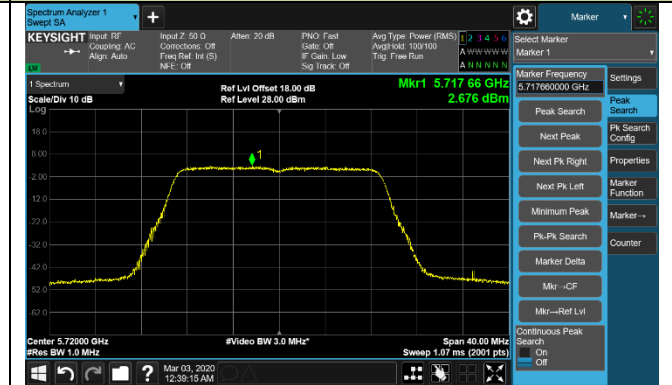 Spectrum Analyzer 1
Swept SA
+
Marker
KEYSIGHT
Input: RF
Coupling: AC
Align: Auto
Input Z: 50 Ω
Corrections: Off
Freq Ref: Int (S)
NFE: Off
Atten: 20 dB
PNO: Fast
Gate: Off
IF Gain: Low
Sig Track: Off
Avg Type: Power (RMS)
Avg|Hold: 100/100
Trig: Free Run
1 2 3 4 5 6
A W W W W W
A N N N N N
LXI
Select Marker
Marker 1
1 Spectrum
Scale/Div 10 dB
Log
Ref Lvl Offset 18.00 dB
Ref Level 28.00 dBm
Mkr1 5.717 66 GHz
2.676 dBm
18.0
8.00
-2.00
-12.0
-22.0
-32.0
-42.0
-52.0
-62.0
1
Center 5.72000 GHz
#Res BW 1.0 MHz
#Video BW 3.0 MHz*
Span 40.00 MHz
Sweep 1.07 ms (2001 pts)
Marker Frequency
5.717660000 GHz
Peak Search
Next Peak
Next Pk Right
Next Pk Left
Minimum Peak
Pk-Pk Search
Marker Delta
Mkr→CF
Mkr→Ref Lvl
Continuous Peak
Search
On
Off
Settings
Peak
Search
Pk Search
Config
Properties
Marker
Function
Marker→
Counter
?
Mar 03, 2020
12:39:15 AM